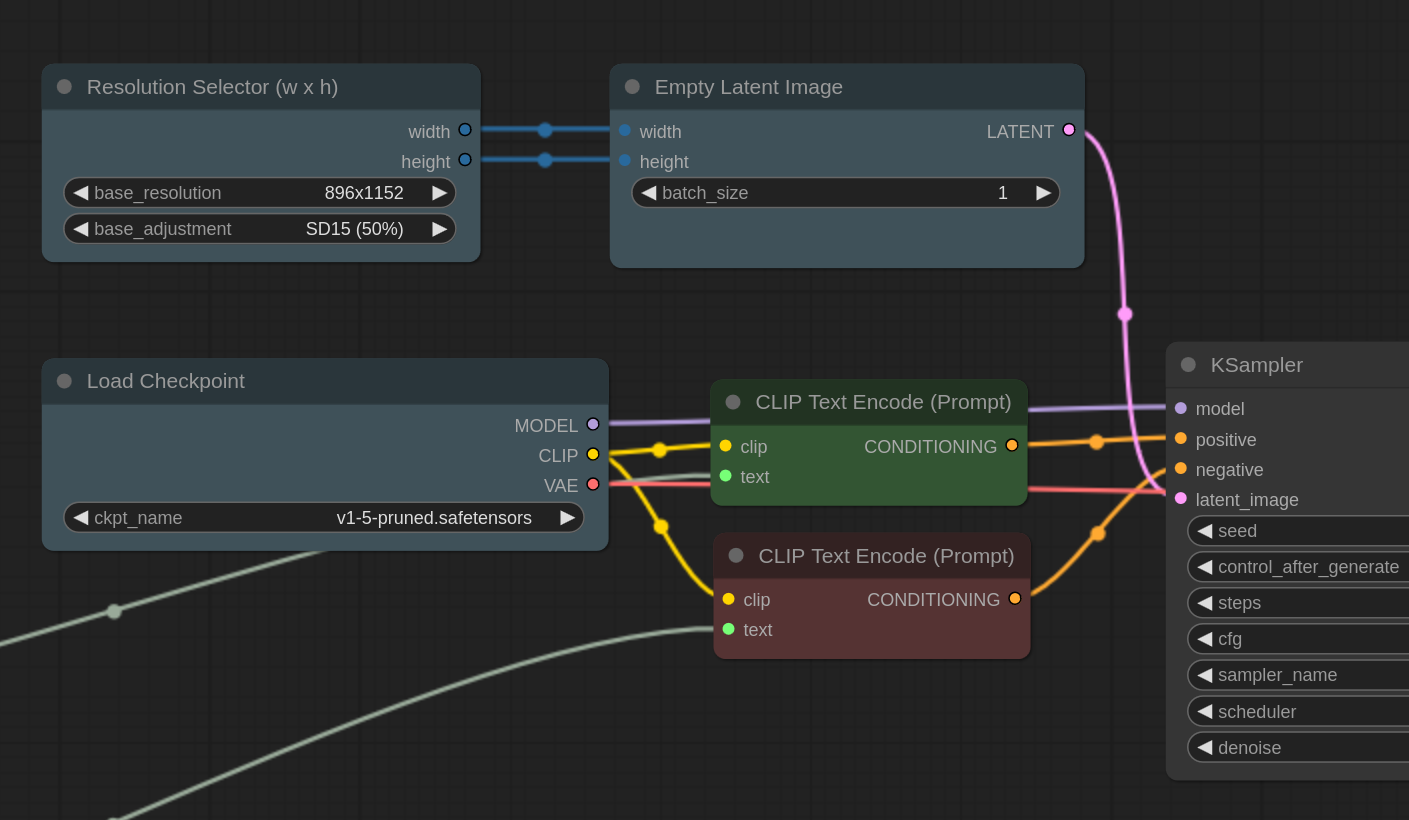 Resolution Selector (w x h)
width
height
base_resolution 896x1152
base_adjustment SD15 (50%)
Empty Latent Image
width LATENT
height
batch_size 1
Load Checkpoint
MODEL
CLIP
VAE
ckpt_name v1-5-pruned.safetensors
CLIP Text Encode (Prompt)
clip CONDITIONING
text
CLIP Text Encode (Prompt)
clip CONDITIONING
text
KSampler
model
positive
negative
latent_image
seed
control_after_generate
steps
cfg
sampler_name
scheduler
denoise